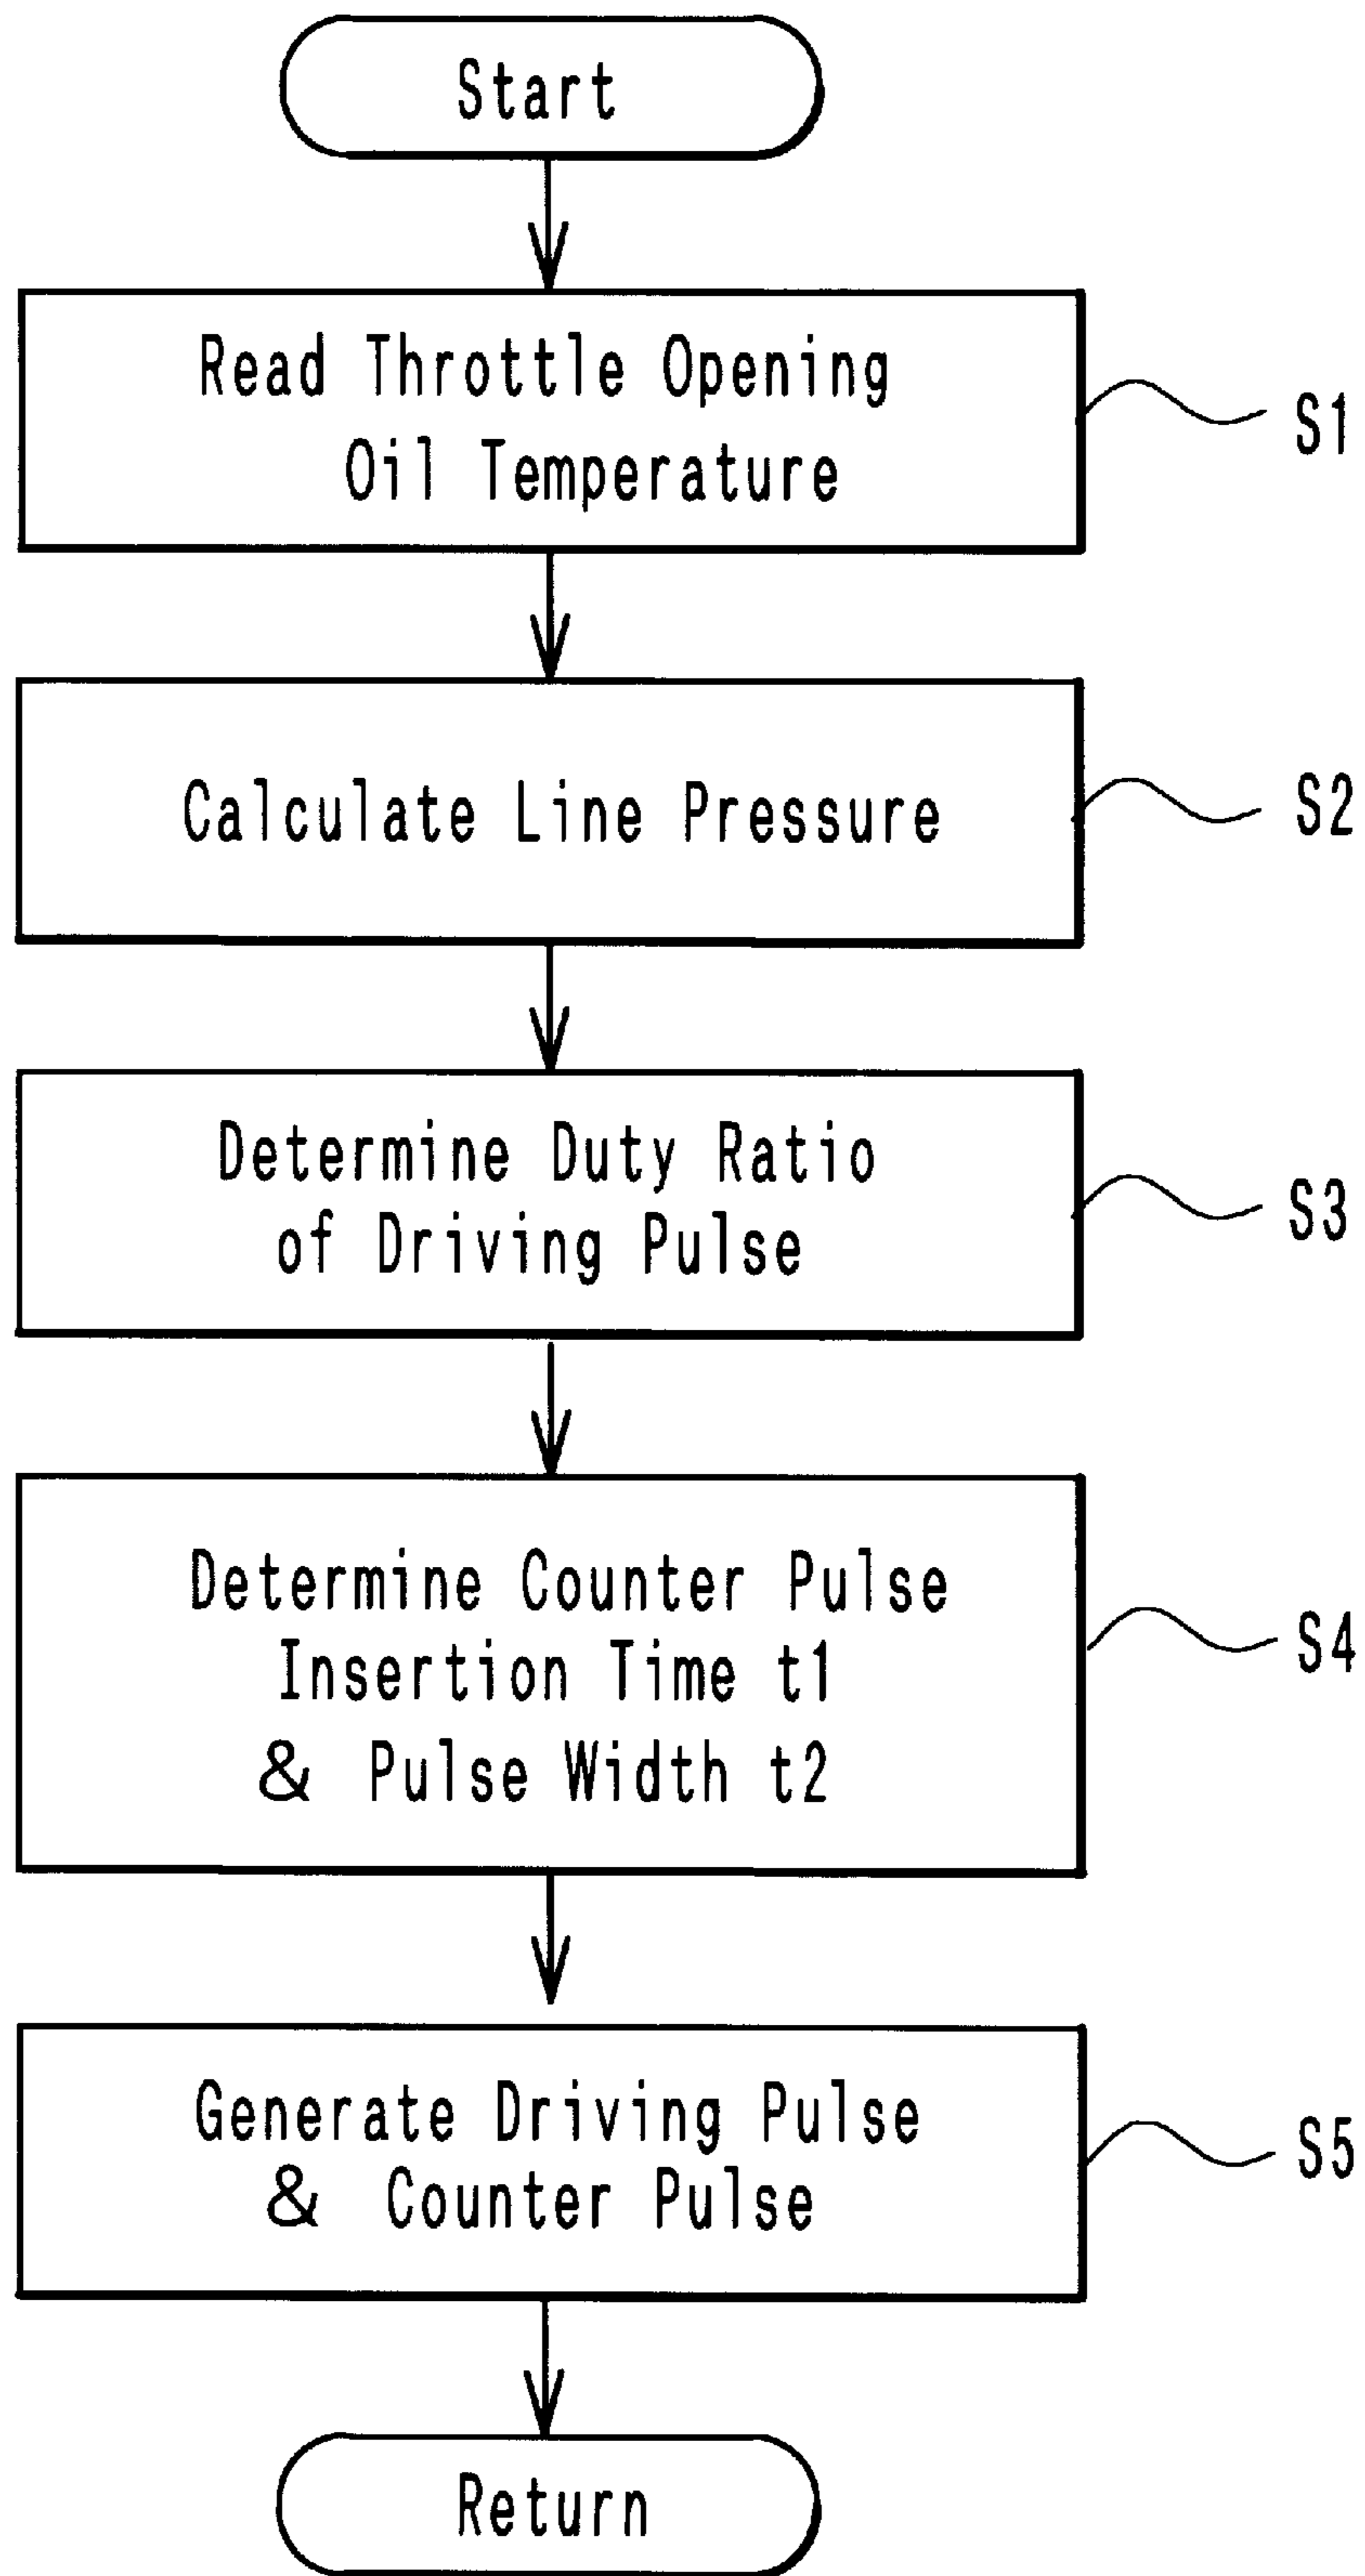 Start
Read Throttle Opening
Oil Temperature
S1
Calculate Line Pressure
S2
Determine Duty Ratio
of Driving Pulse
S3
Determine Counter Pulse
Insertion Time t1
& Pulse Width t2
S4
Generate Driving Pulse
& Counter Pulse
S5
Return